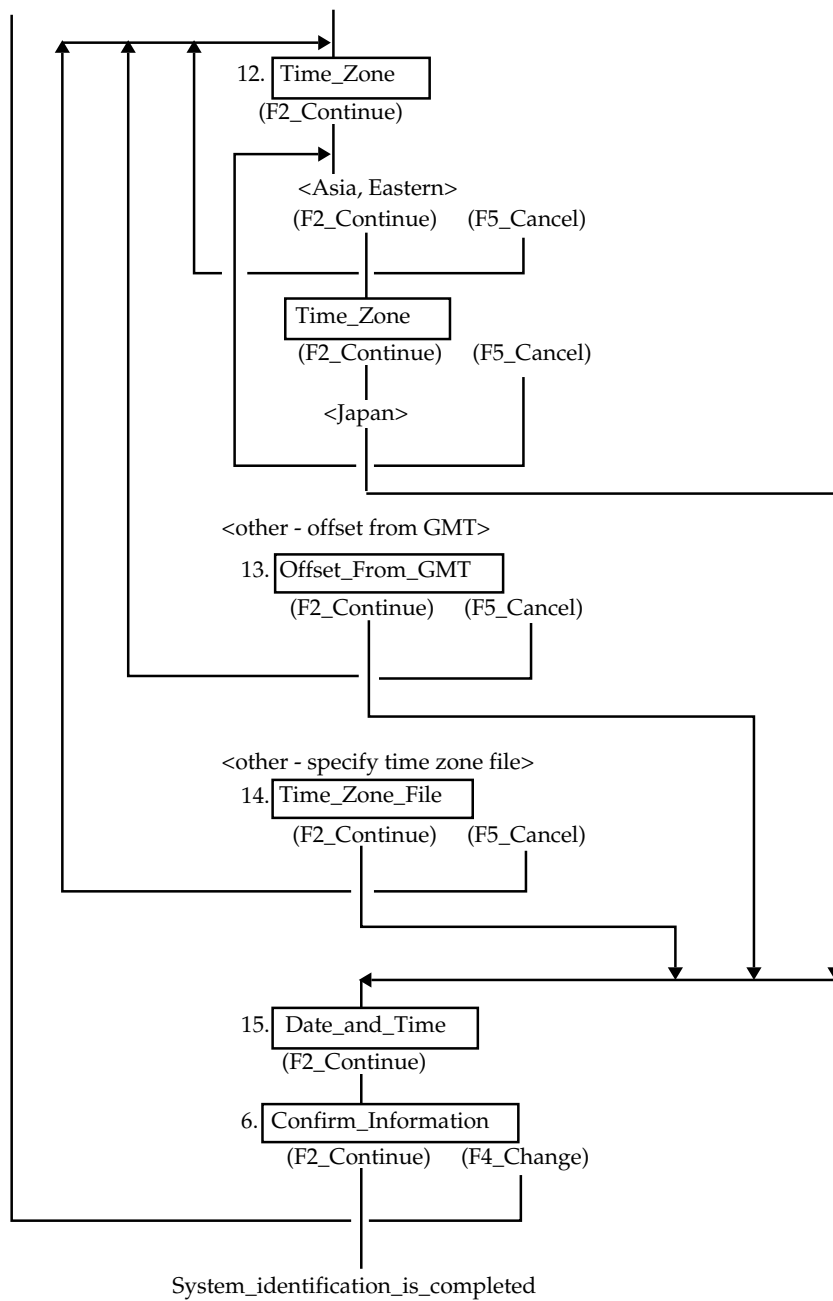 12. Time_Zone
(F2_Continue)
<Asia, Eastern>
(F2_Continue) (F5_Cancel)
Time_Zone
(F2_Continue) (F5_Cancel)
<Japan>
<other - offset from GMT>
13. Offset_From_GMT
(F2_Continue) (F5_Cancel)
<other - specify time zone file>
14. Time_Zone_File
(F2_Continue) (F5_Cancel)
15. Date_and_Time
(F2_Continue)
6. Confirm_Information
(F2_Continue) (F4_Change)
System_identification_is_completed